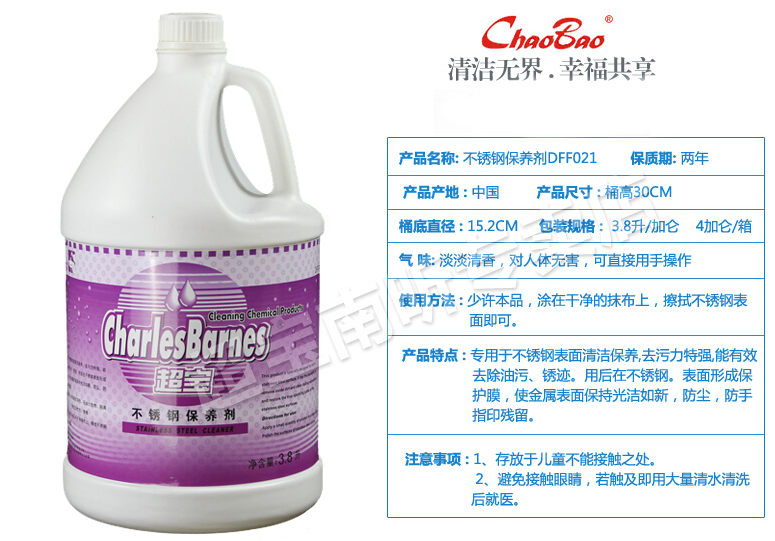 ChaoBao®
清洁无界 . 幸福共享
产品名称: 不锈钢保养剂DFF021 保质期: 两年
产品产地：中国 产品尺寸：桶高30CM
桶底直径：15.2CM 包装规格： 3.8升/加仑 4加仑/箱
气 味: 淡淡清香，对人体无害，可直接用手操作
使用方法：少许本品，涂在干净的抹布上，擦拭不锈钢表
面即可。
产品特点：专用于不锈钢表面清洁保养,去污力特强,能有效
去除油污、锈迹。用后在不锈钢。表面形成保
护膜，使金属表面保持光洁如新，防尘，防手
指印残留。
注意事项：1、存放于儿童不能接触之处。
2、避免接触眼睛，若触及即用大量清水清洗
后就医。
Cleaning Chemical Products
CharlesBarnes
超宝
不锈钢保养剂
STAINLESS STEEL CLEANER
净含量: 3.8升